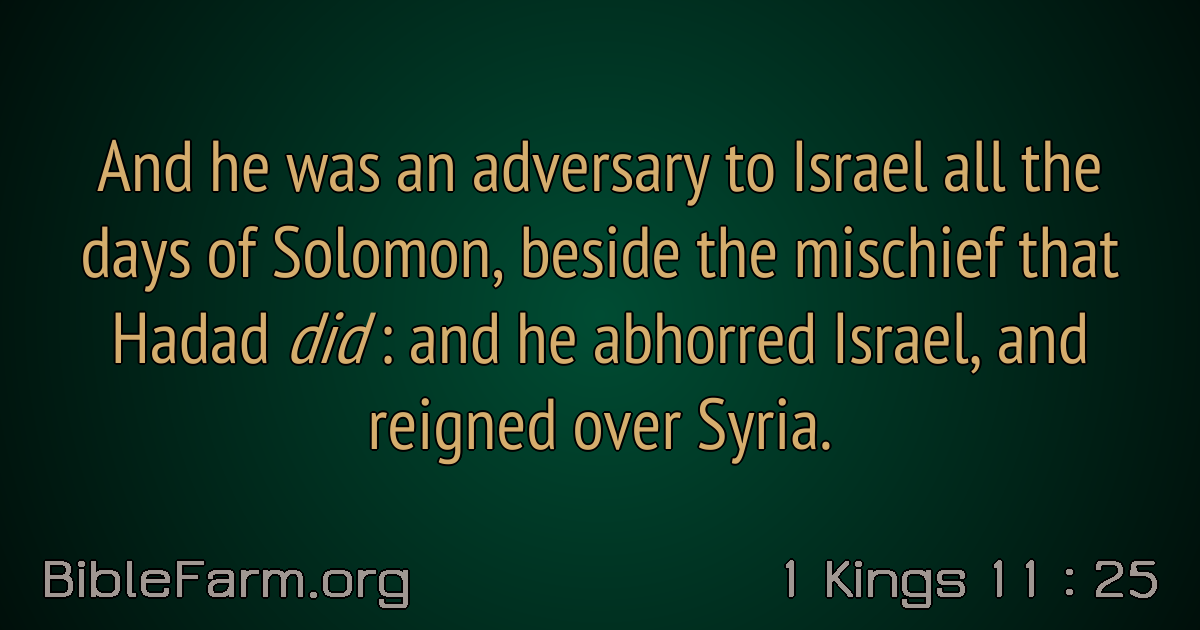 And he was an adversary to Israel all the
days of Solomon, beside the mischief that
Hadad did : and he abhorred Israel, and
reigned over Syria.
BibleFarm.org
1 Kings 11 : 25